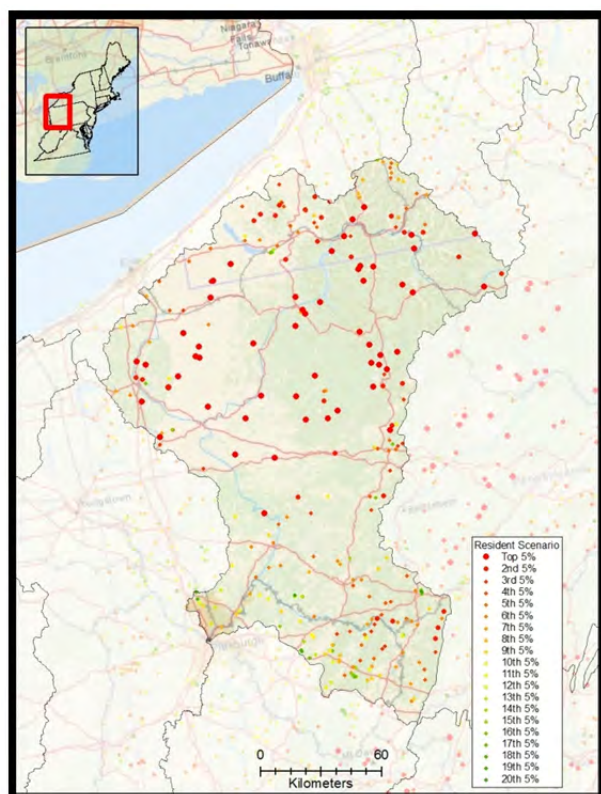 Niagara
Falls
Tonawanda
Buffalo
Resident Scenario
Top 5%
2nd 5%
3rd 5%
4th 5%
5th 5%
6th 5%
7th 5%
8th 5%
9th 5%
10th 5%
11th 5%
12th 5%
13th 5%
14th 5%
15th 5%
16th 5%
17th 5%
18th 5%
19th 5%
20th 5%
0
60
Kilometers